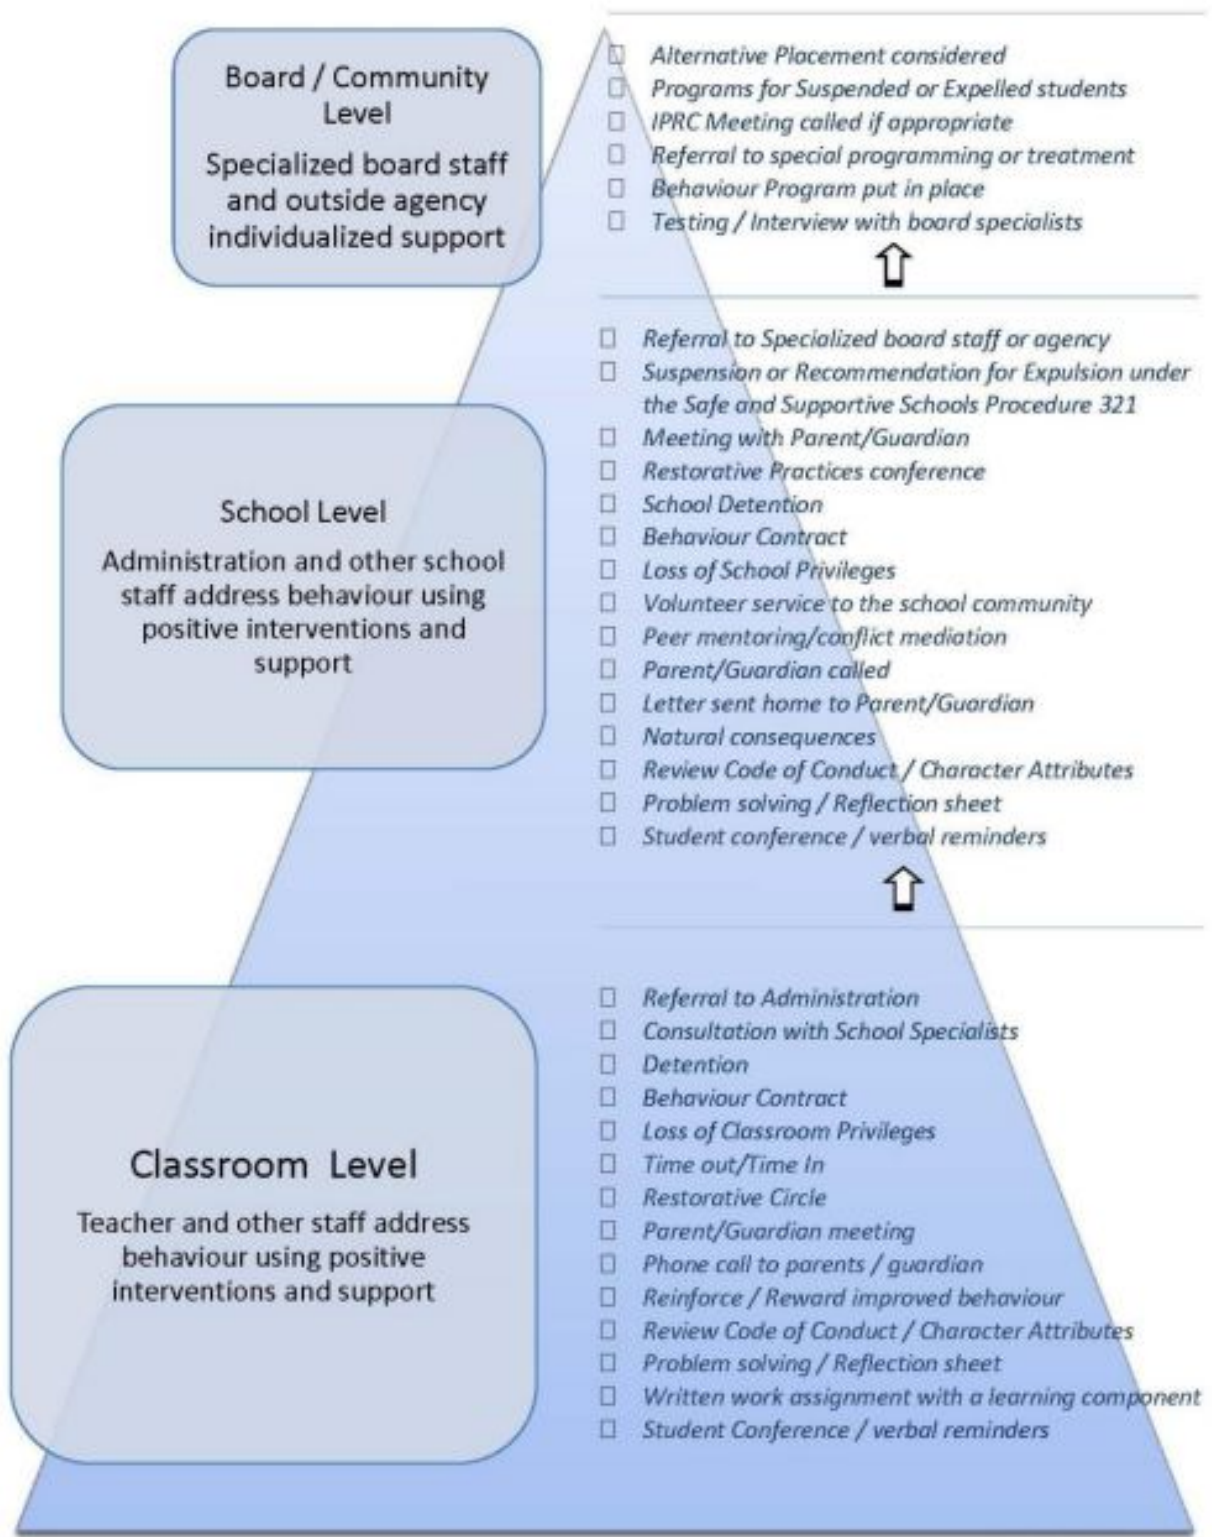 Board / Community
Level
Specialized board staff
and outside agency
individualized support
Alternative Placement considered
Programs for Suspended or Expelled students
IPRC Meeting called if appropriate
Referral to special programming or treatment
Behaviour Program put in place
Testing / Interview with board specialists
School Level
Administration and other school
staff address behaviour using
positive interventions and
support
Referral to Specialized board staff or agency
Suspension or Recommendation for Expulsion under
the Safe and Supportive Schools Procedure 321
Meeting with Parent/Guardian
Restorative Practices conference
School Detention
Behaviour Contract
Loss of School Privileges
Volunteer service to the school community
Peer mentoring/conflict mediation
Parent/Guardian called
Letter sent home to Parent/Guardian
Natural consequences
Review Code of Conduct / Character Attributes
Problem solving / Reflection sheet
Student conference / verbal reminders
Classroom Level
Teacher and other staff address
behaviour using positive
interventions and support
Referral to Administration
Consultation with School Specialists
Detention
Behaviour Contract
Loss of Classroom Privileges
Time out/Time In
Restorative Circle
Parent/Guardian meeting
Phone call to parents / guardian
Reinforce / Reward improved behaviour
Review Code of Conduct / Character Attributes
Problem solving / Reflection sheet
Written work assignment with a learning component
Student Conference / verbal reminders